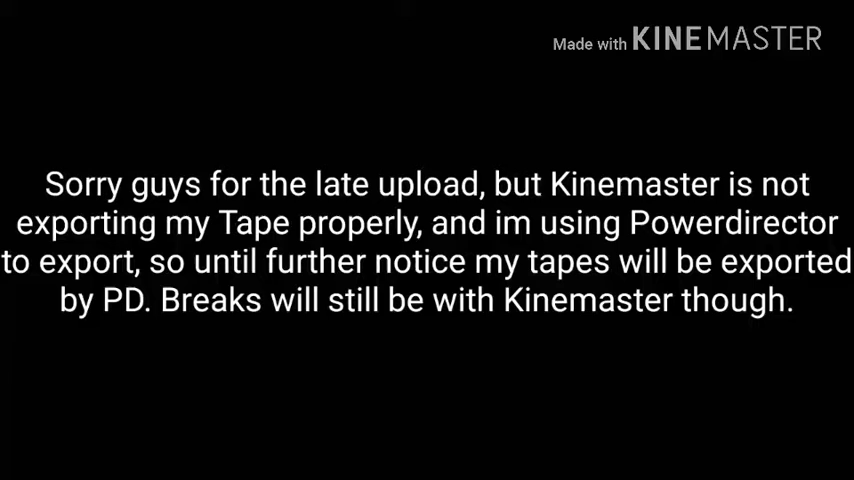 Made with KINEMASTER
Sorry guys for the late upload, but Kinemaster is not
exporting my Tape properly, and im using Powerdirector
to export, so until further notice my tapes will be exported
by PD. Breaks will still be with Kinemaster though.